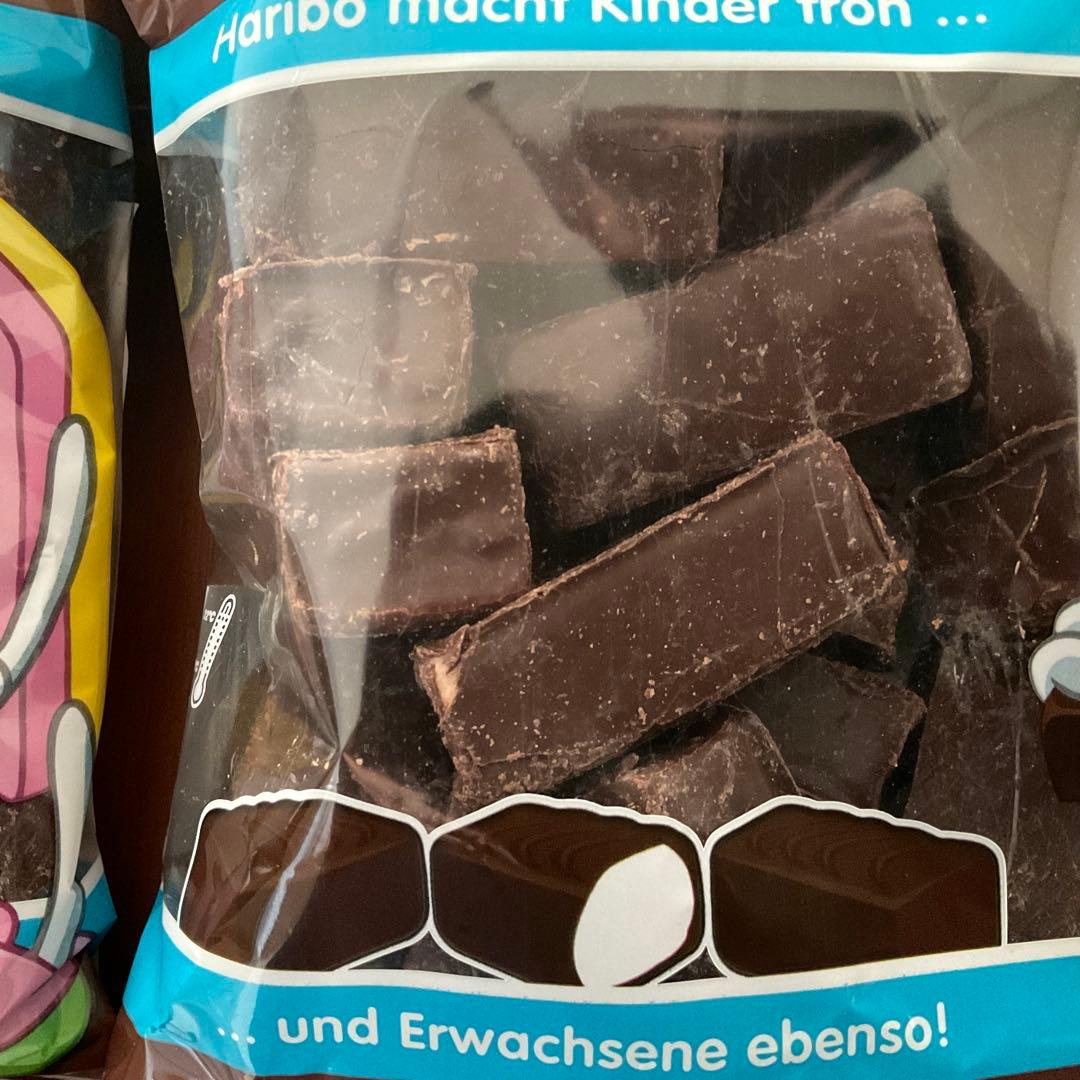 Haribo macht Kinder froh ...
... und Erwachsene ebenso!